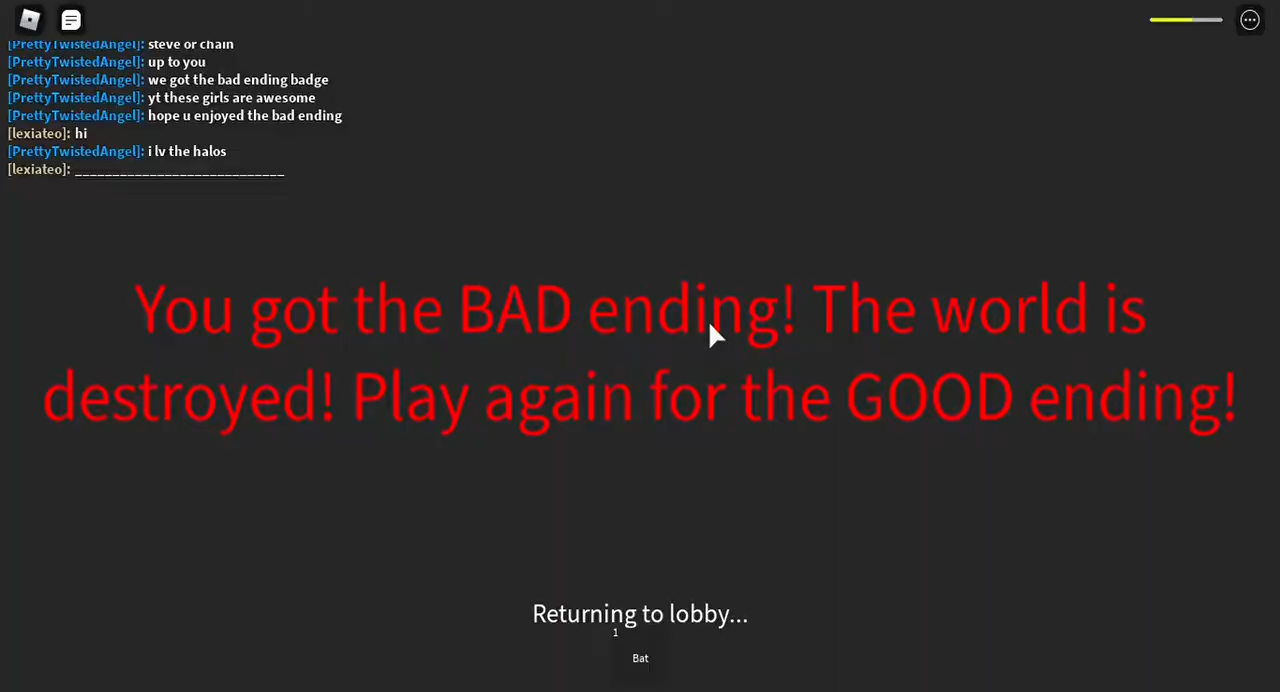 [PrettyTwistedAngel]: steve or chain
[PrettyTwistedAngel]: up to you
[PrettyTwistedAngel]: we got the bad ending badge
[PrettyTwistedAngel]: yt these girls are awesome
[PrettyTwistedAngel]: hope u enjoyed the bad ending
[lexiateo]: hi
[PrettyTwistedAngel]: i lv the halos
[lexiateo]: ____________________________
You got the BAD ending! The world is
destroyed! Play again for the GOOD ending!
Returning to lobby...
1
Bat